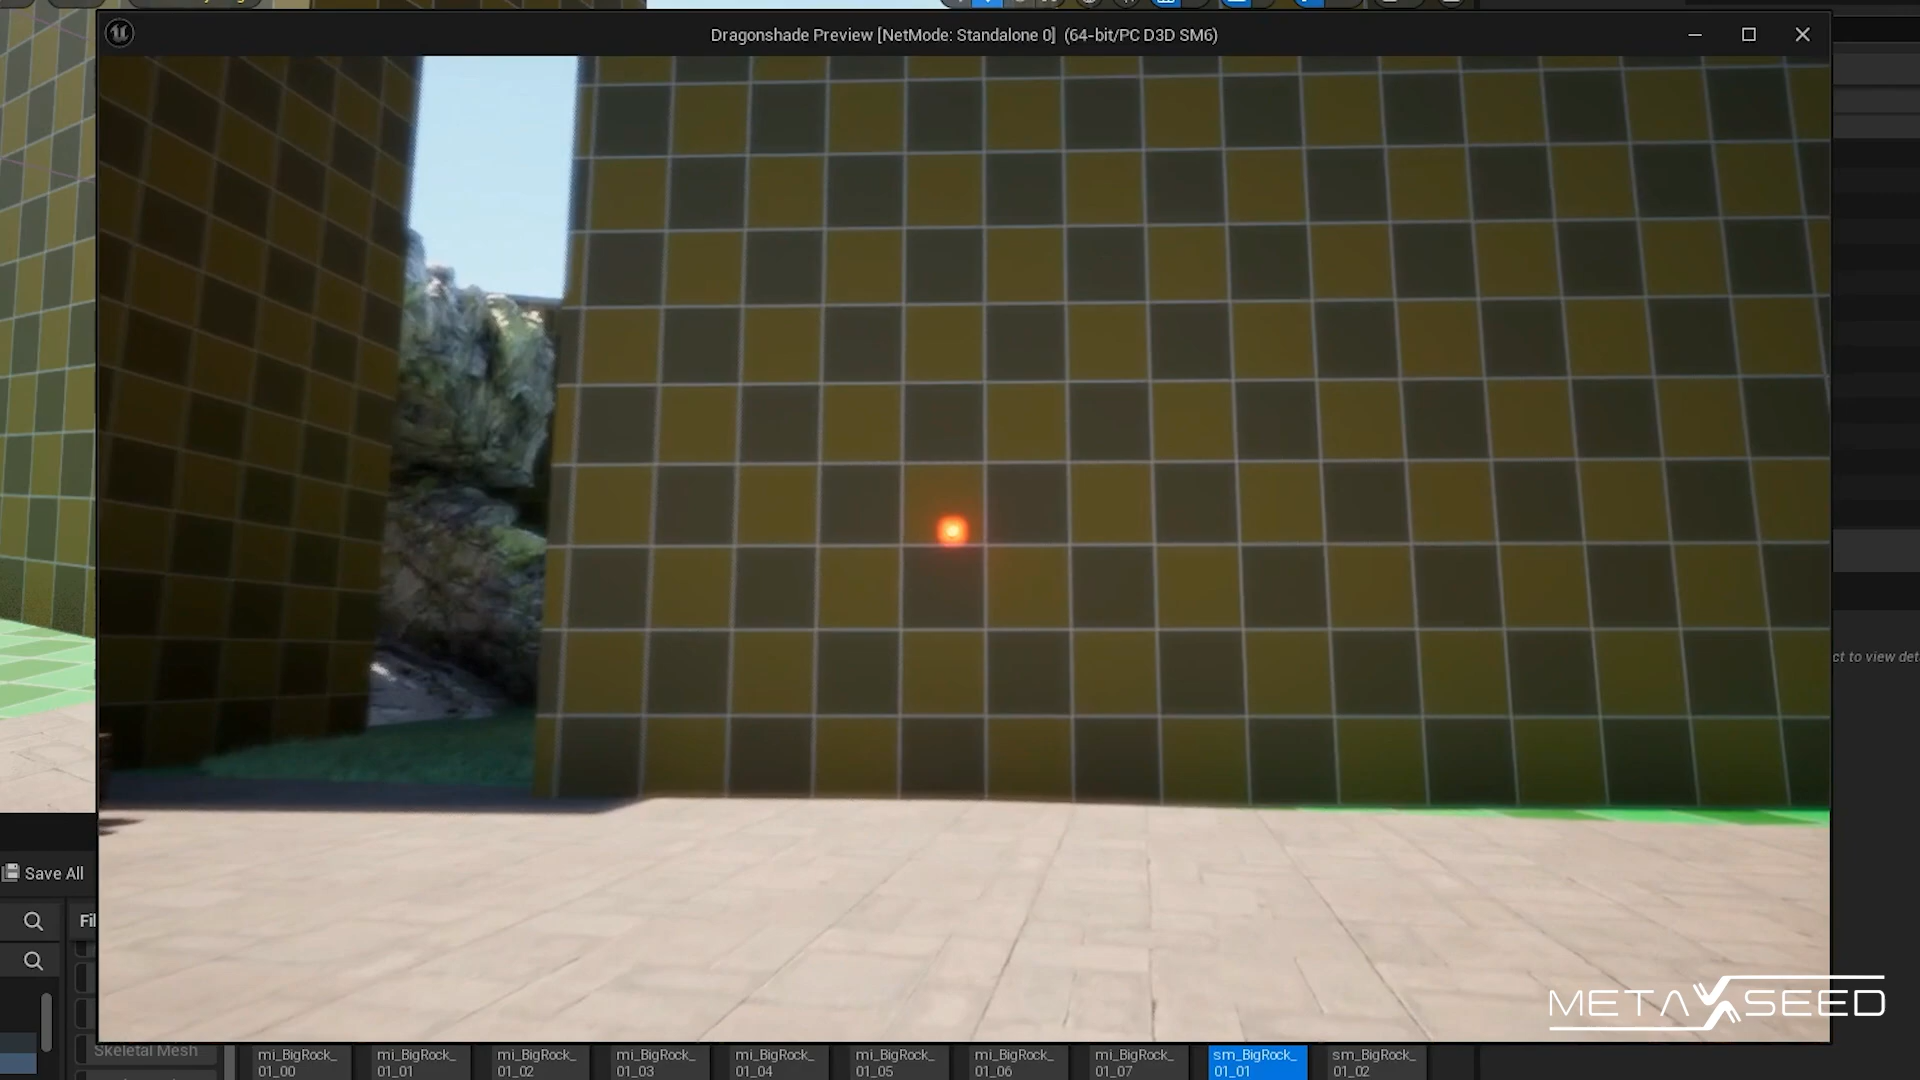 Dragonshade Preview [NetMode: Standalone 0] (64-bit/PC D3D SM6)
ct to view det
Save All
Fil
METAXSEED
Skeletal Mesh
mi_BigRock_
01_00
mi_BigRock_
01_01
mi_BigRock_
01_02
mi_BigRock_
01_03
mi_BigRock_
01_04
mi_BigRock_
01_05
mi_BigRock_
01_06
mi_BigRock_
01_07
sm_BigRock_
01_01
sm_BigRock_
01_02